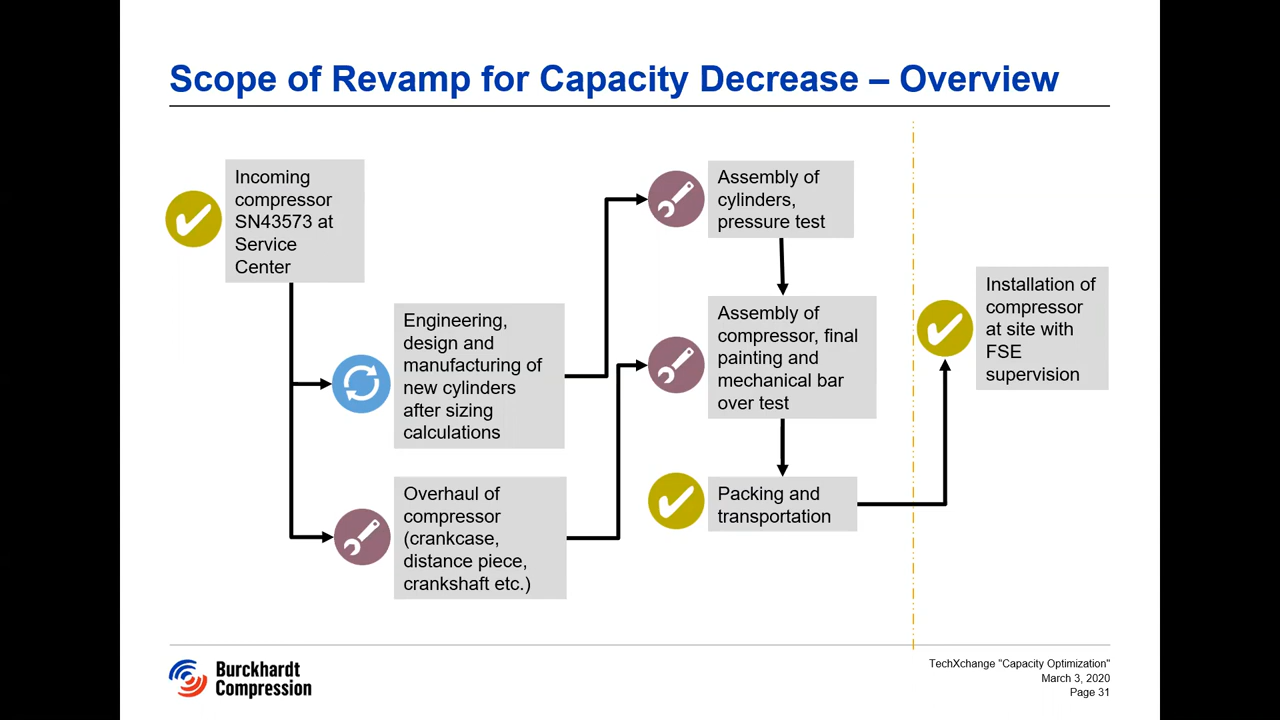 Scope of Revamp for Capacity Decrease – Overview
Incoming
compressor
SN43573 at
Service
Center
Engineering,
design and
manufacturing of
new cylinders
after sizing
calculations
Overhaul of
compressor
(crankcase,
distance piece,
crankshaft etc.)
Assembly of
cylinders,
pressure test
Assembly of
compressor, final
painting and
mechanical bar
over test
Packing and
transportation
Installation of
compressor
at site with
FSE
supervision
Burckhardt
Compression
TechXchange "Capacity Optimization"
March 3, 2020
Page 31